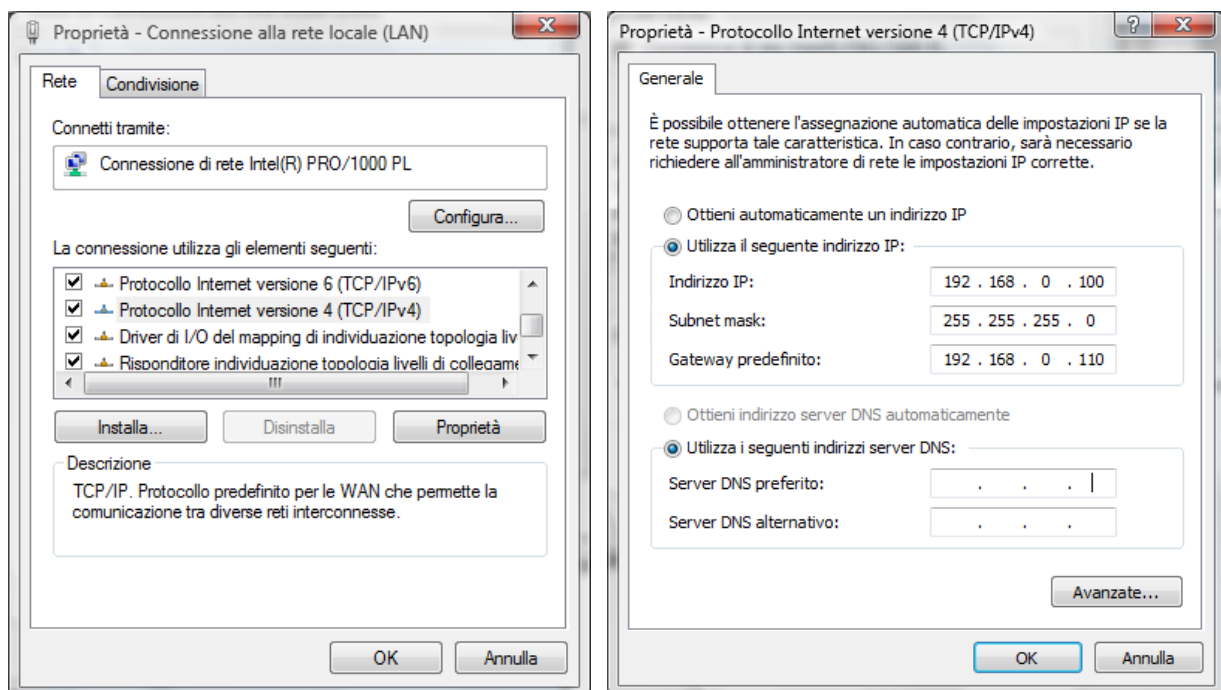 Proprietà - Connessione alla rete locale (LAN)
Rete
Condivisione
Connetti tramite:
Connessione di rete Intel(R) PRO/1000 PL
Configura...
La connessione utilizza gli elementi seguenti:
Protocollo Internet versione 6 (TCP/IPv6)
Protocollo Internet versione 4 (TCP/IPv4)
Driver di I/O del mapping di individuazione topologia liv
Risponditore individuazione topologia livelli di collegame
Installa...
Disinstalla
Proprietà
Descrizione
TCP/IP. Protocollo predefinito per le WAN che permette la
comunicazione tra diverse reti interconnesse.
OK
Annulla
Proprietà - Protocollo Internet versione 4 (TCP/IPv4)
Generale
È possibile ottenere l'assegnazione automatica delle impostazioni IP se la
rete supporta tale caratteristica. In caso contrario, sarà necessario
richiedere all'amministratore di rete le impostazioni IP corrette.
Ottieni automaticamente un indirizzo IP
Utilizza il seguente indirizzo IP:
Indirizzo IP: 192 . 168 . 0 . 100
Subnet mask: 255 . 255 . 255 . 0
Gateway predefinito: 192 . 168 . 0 . 110
Ottieni indirizzo server DNS automaticamente
Utilizza i seguenti indirizzi server DNS:
Server DNS preferito: . . .
Server DNS alternativo: . . .
Avanzate...
OK
Annulla